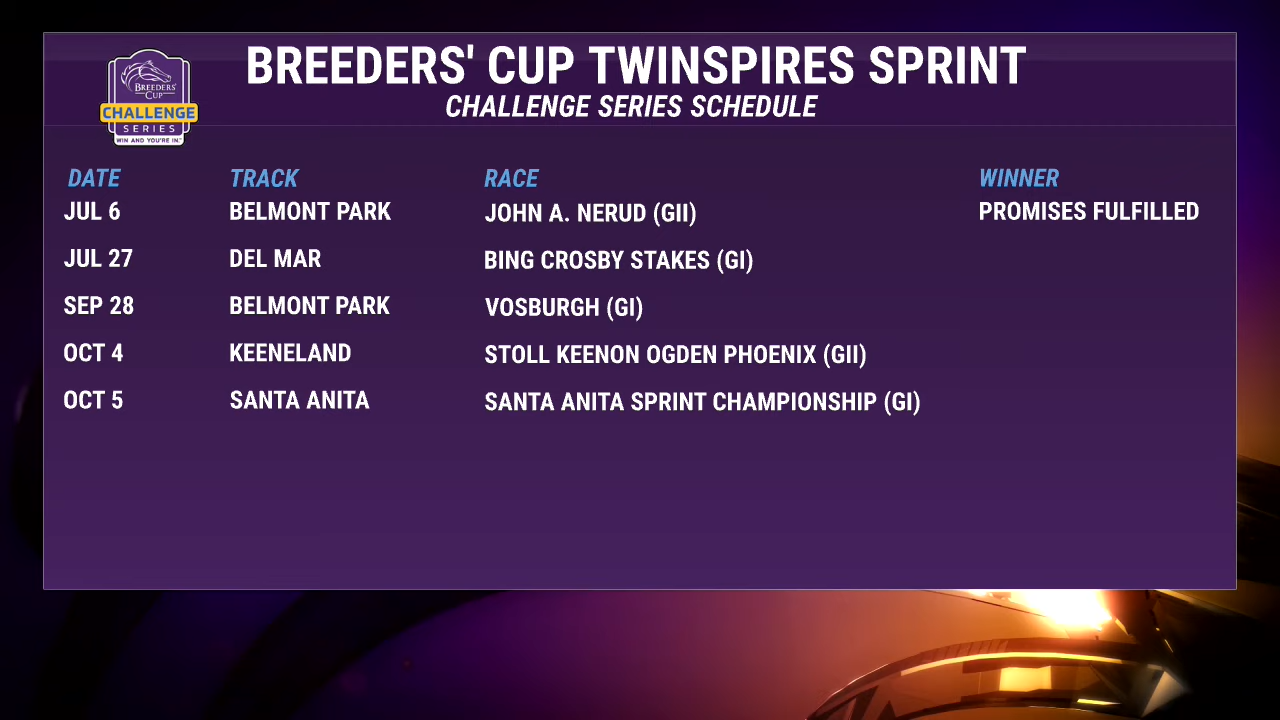 BREEDERS' CUP TWINSPIRES SPRINT
CHALLENGE SERIES SCHEDULE
BREEDERS'
CUP
CHALLENGE
SERIES
WIN AND YOU'RE IN
DATE TRACK RACE WINNER
JUL 6 BELMONT PARK JOHN A. NERUD (GII) PROMISES FULFILLED
JUL 27 DEL MAR BING CROSBY STAKES (GI)
SEP 28 BELMONT PARK VOSBURGH (GI)
OCT 4 KEENELAND STOLL KEENON OGDEN PHOENIX (GII)
OCT 5 SANTA ANITA SANTA ANITA SPRINT CHAMPIONSHIP (GI)